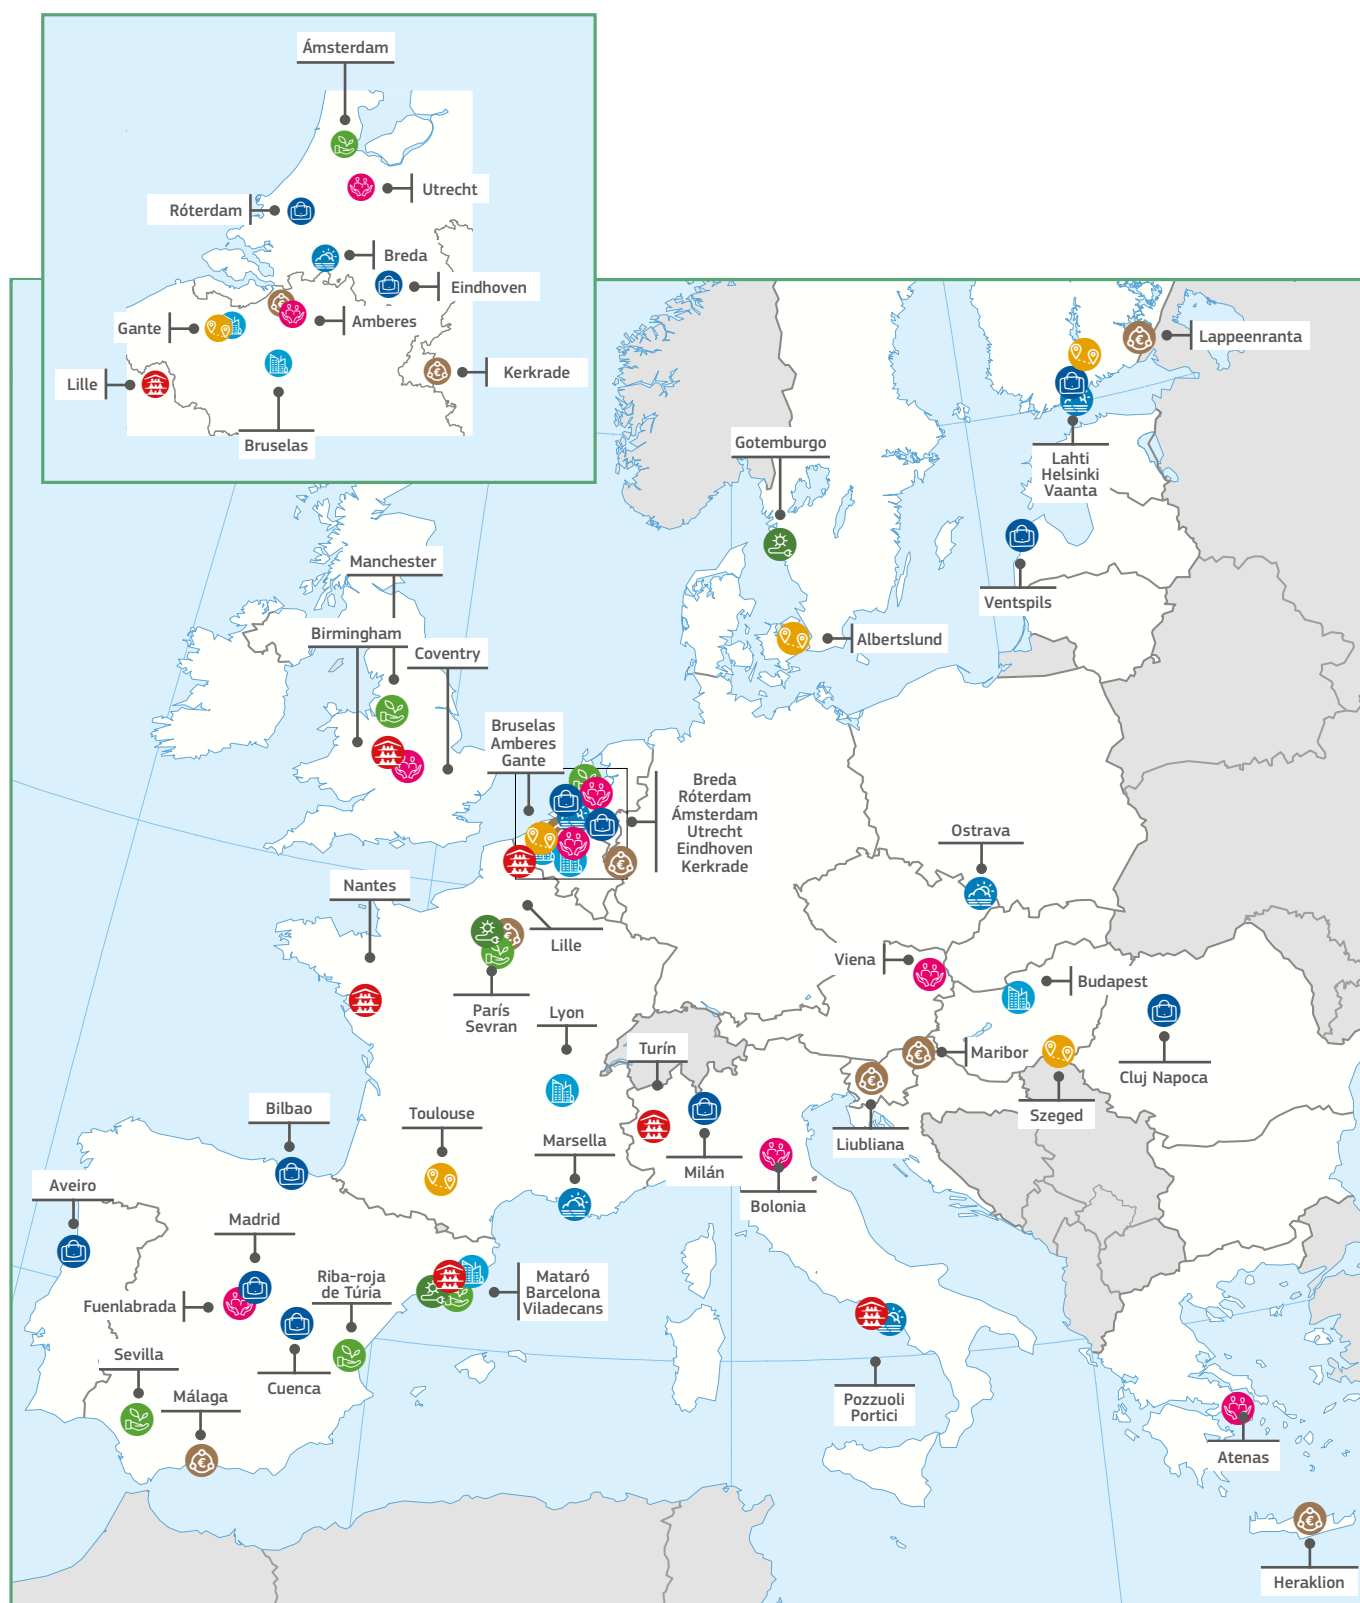 Ámsterdam
Utrecht
Róterdam
Breda
Eindhoven
Amberes
Gante
Kerkrade
Lille
Bruselas
Lappeenranta
Gotemburgo
Lahti
Helsinki
Vaanta
Manchester
Ventspils
Birmingham
Coventry
Albertslund
Bruselas
Amberes
Gante
Breda
Róterdam
Ámsterdam
Utrecht
Eindhoven
Kerkrade
Ostrava
Nantes
Lille
Viena
Budapest
París
Sevran
Lyon
Turín
Maribor
Cluj Napoca
Bilbao
Toulouse
Szeged
Marsella
Liubliana
Milán
Aveiro
Bolonia
Madrid
Riba-roja
de Túria
Mataró
Barcelona
Viladecans
Fuenlabrada
Sevilla
Cuenca
Málaga
Pozzuoli
Portici
Atenas
Heraklion